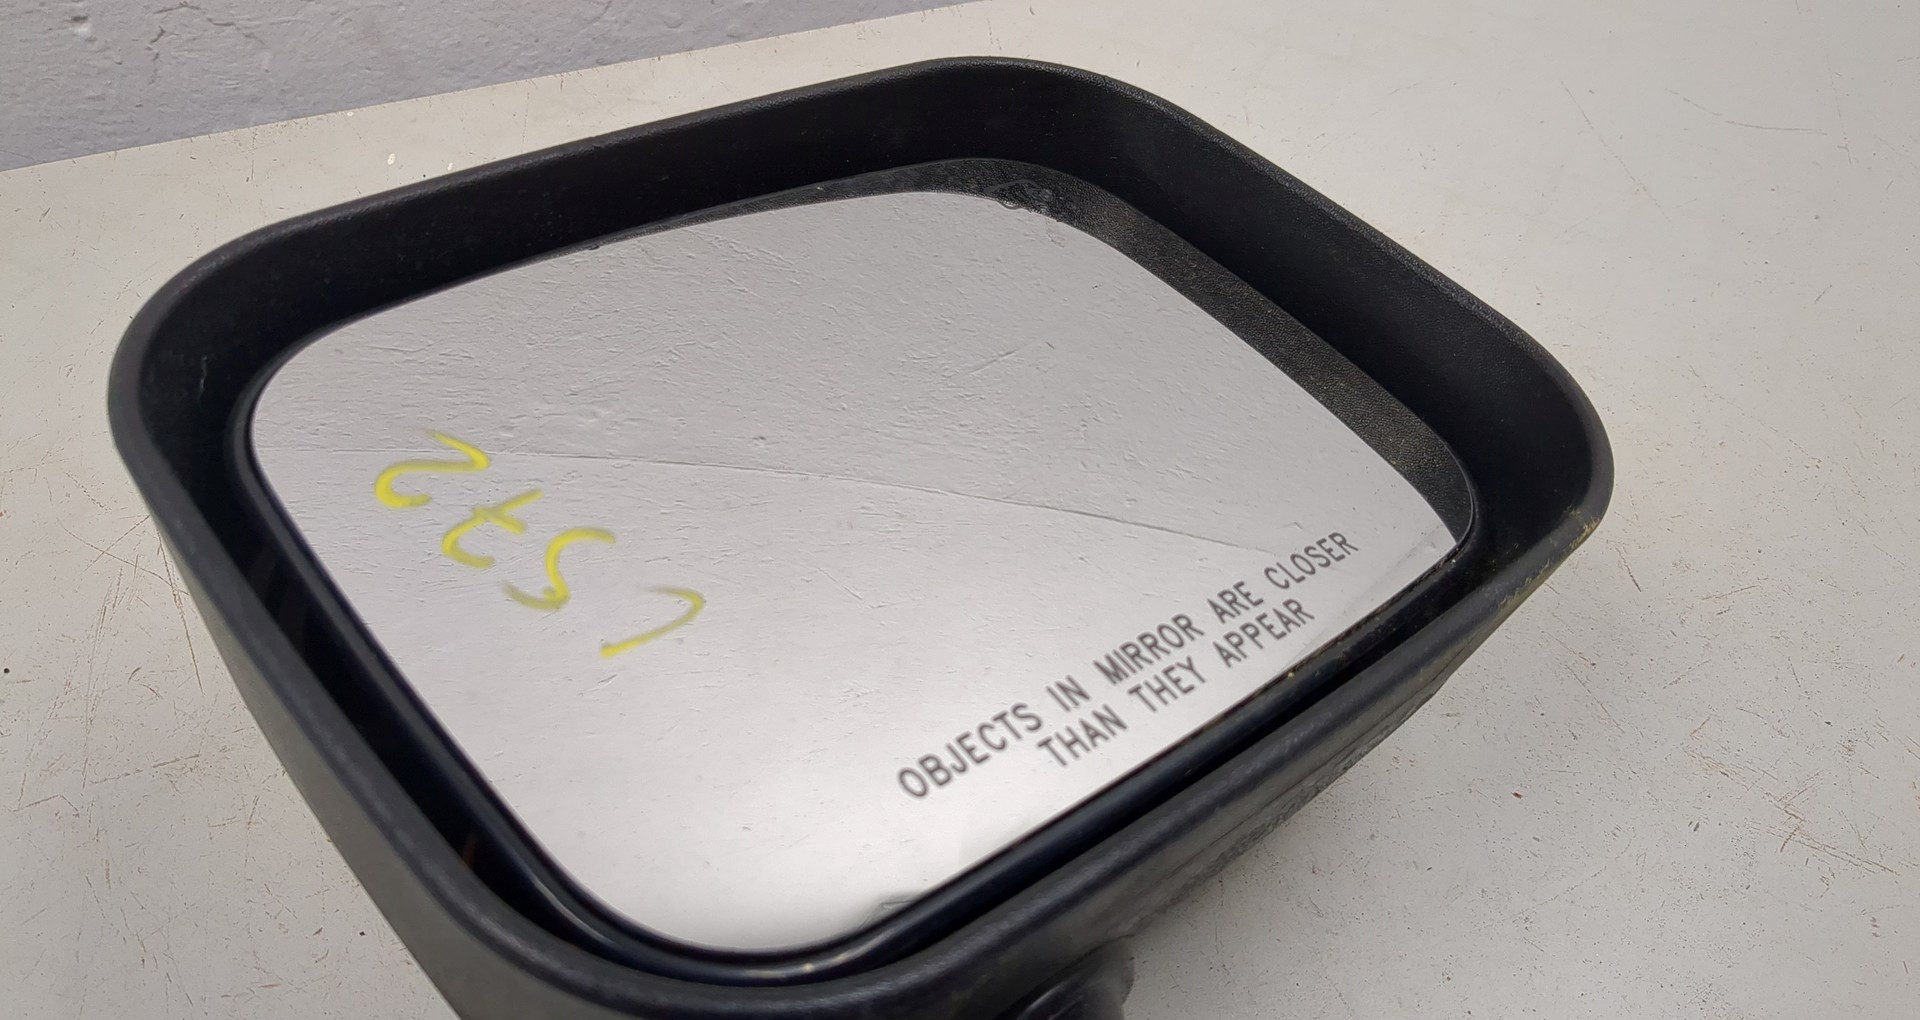 OBJECTS IN MIRROR ARE CLOSER
THAN THEY APPEAR